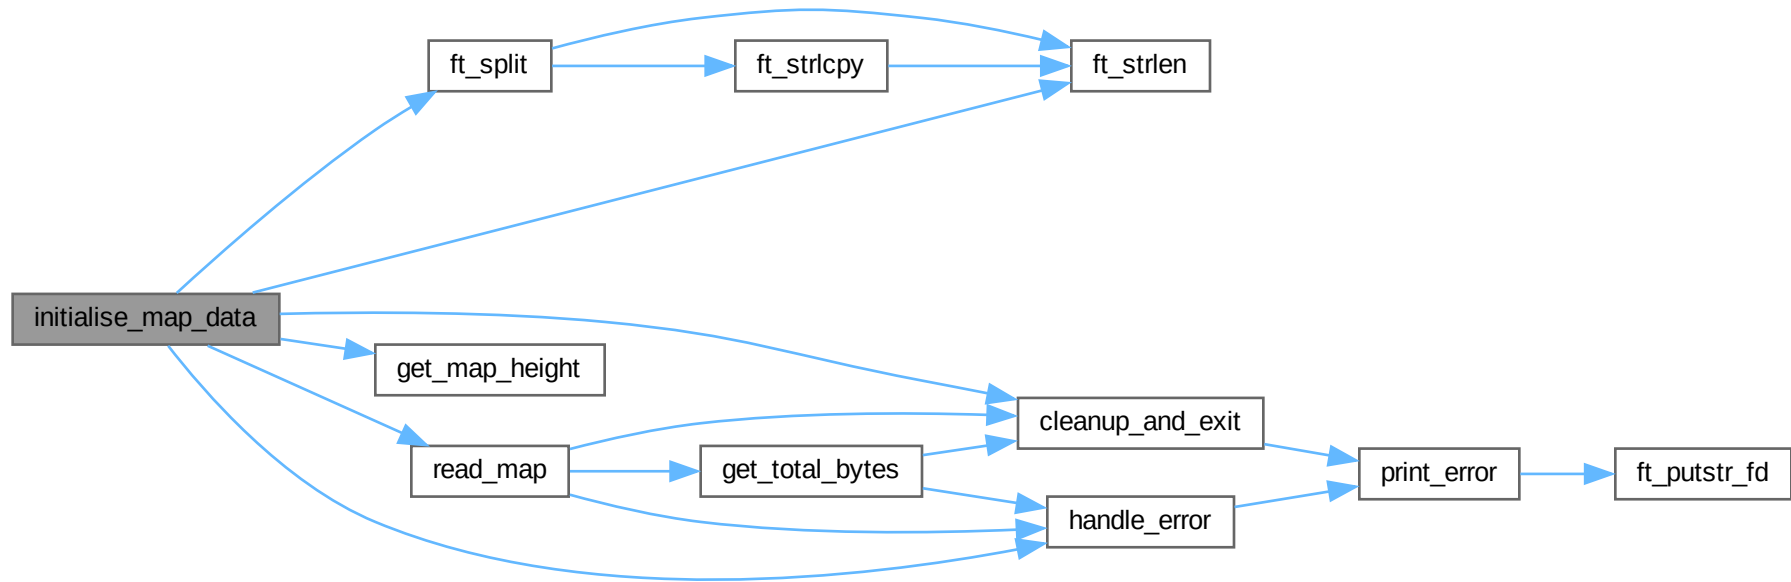 ft_split
ft_strlcpy
ft_strlen
initialise_map_data
get_map_height
cleanup_and_exit
read_map
get_total_bytes
print_error
ft_putstr_fd
handle_error